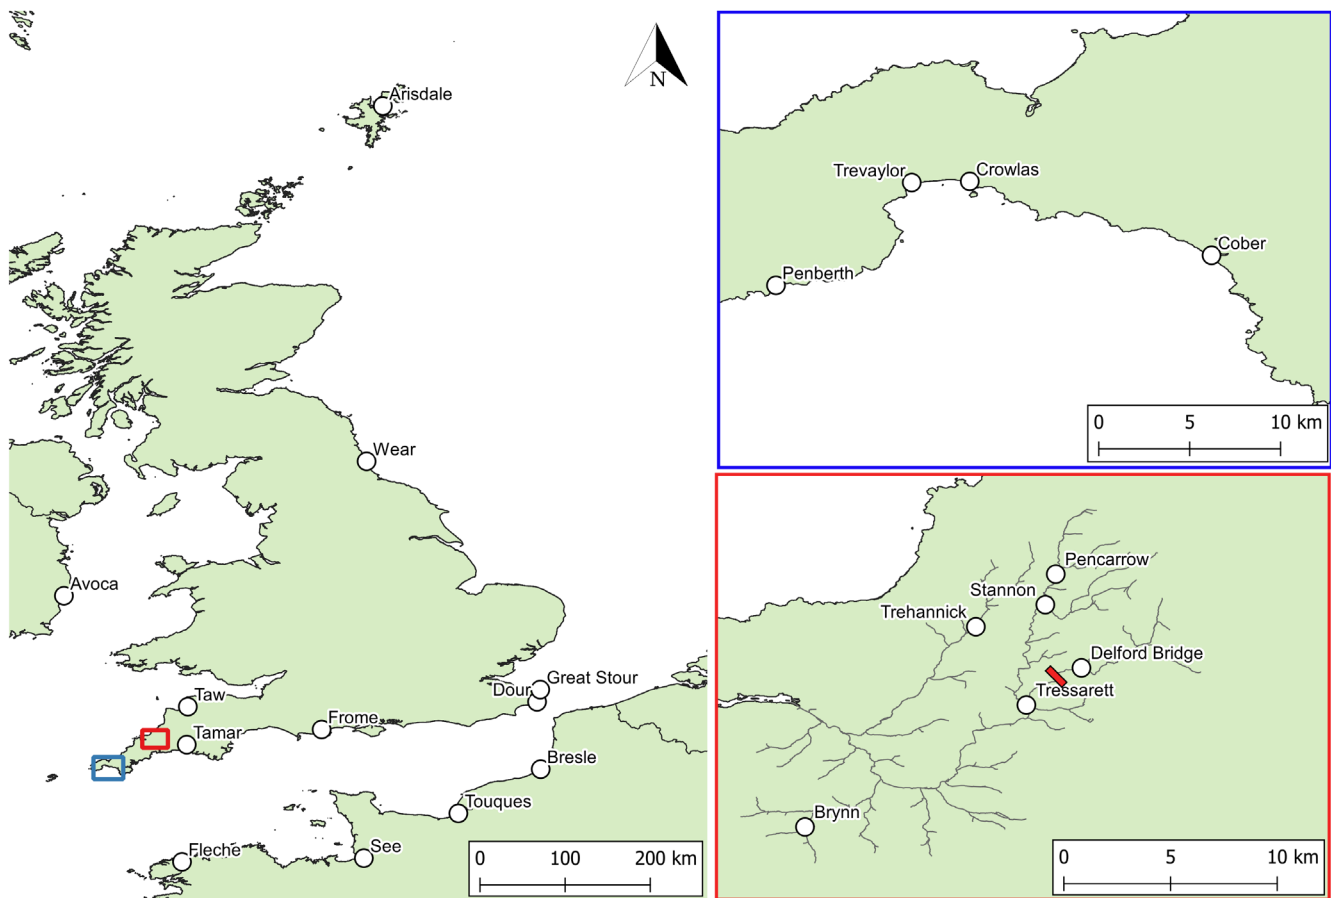 N
Arisdale
Wear
Avoca
Great Stour
Dour
Taw
Frome
Tamar
Bresle
Touques
See
Fleche
0 100 200 km
Trevaylor
Crowlas
Cober
Penberth
0 5 10 km
Pencarrow
Stannon
Trehannick
Delford Bridge
Tressarett
Brynn
0 5 10 km